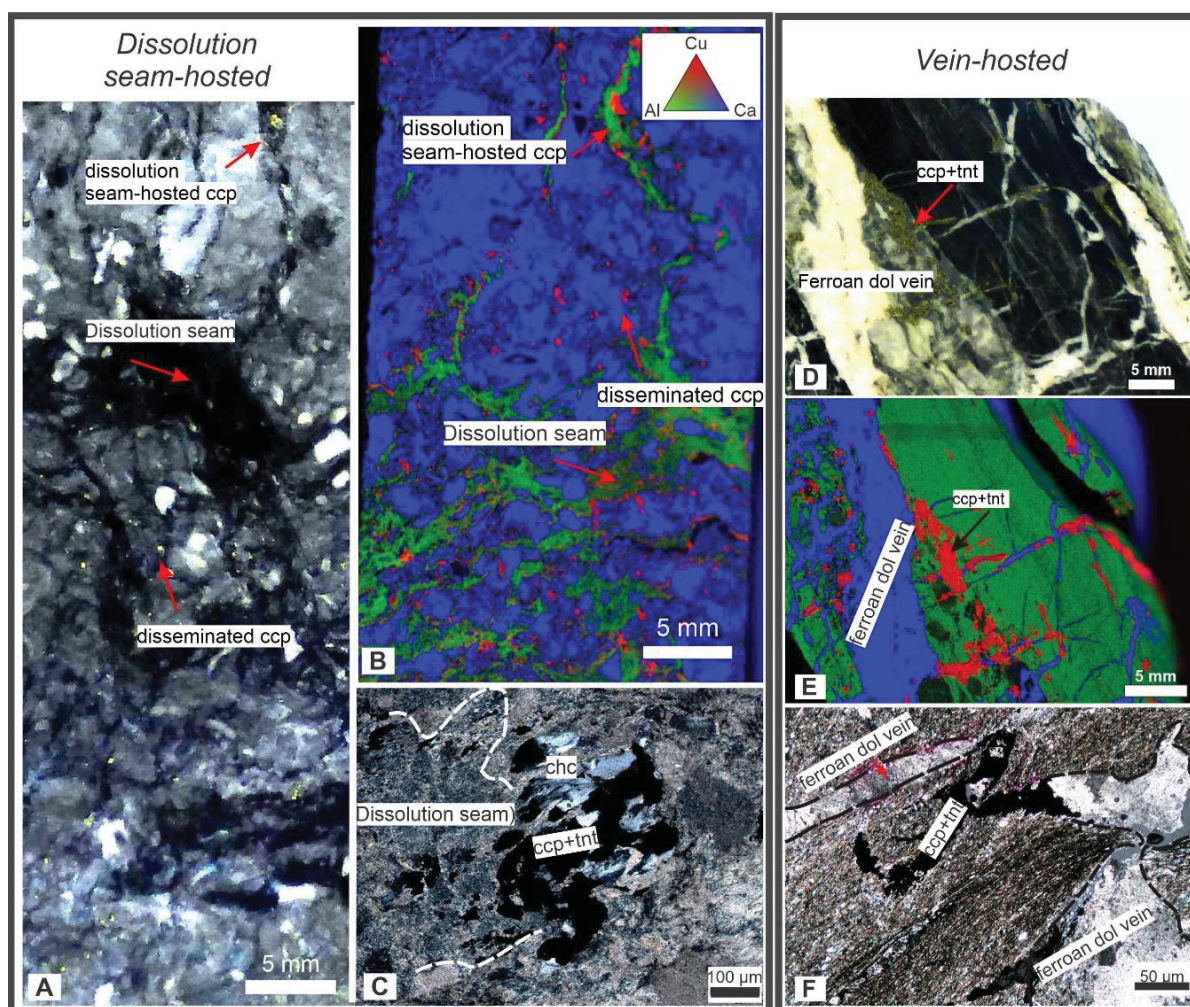 Dissolution
seam-hosted
dissolution
seam-hosted ccp
Dissolution seam
disseminated ccp
A
5 mm
Cu
Al
Ca
dissolution
seam-hosted ccp
disseminated ccp
Dissolution seam
B
5 mm
chc
Dissolution seam)
ccp+tnt
C
100 µm
Vein-hosted
ccp+tnt
Ferroan dol vein
D
5 mm
ccp+tnt
ferroan dol vein
E
5 mm
ferroan dol vein
ccp+tnt
ferroan dol vein
F
50 µm